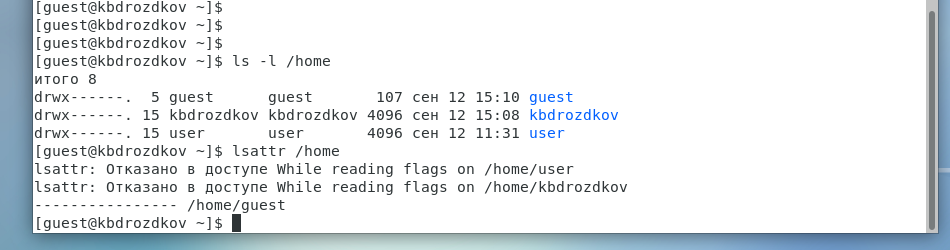 [guest@kbdrozdkov ~]$
[guest@kbdrozdkov ~]$
[guest@kbdrozdkov ~]$
[guest@kbdrozdkov ~]$ ls -l /home
итого 8
drwx------.  5 guest      guest       107 сен 12 15:10 guest
drwx------. 15 kbdrozdkov kbdrozdkov 4096 сен 12 15:08 kbdrozdkov
drwx------. 15 user       user       4096 сен 12 11:31 user
[guest@kbdrozdkov ~]$ lsattr /home
lsattr: Отказано в доступе While reading flags on /home/user
lsattr: Отказано в доступе While reading flags on /home/kbdrozdkov
---------------- /home/guest
[guest@kbdrozdkov ~]$